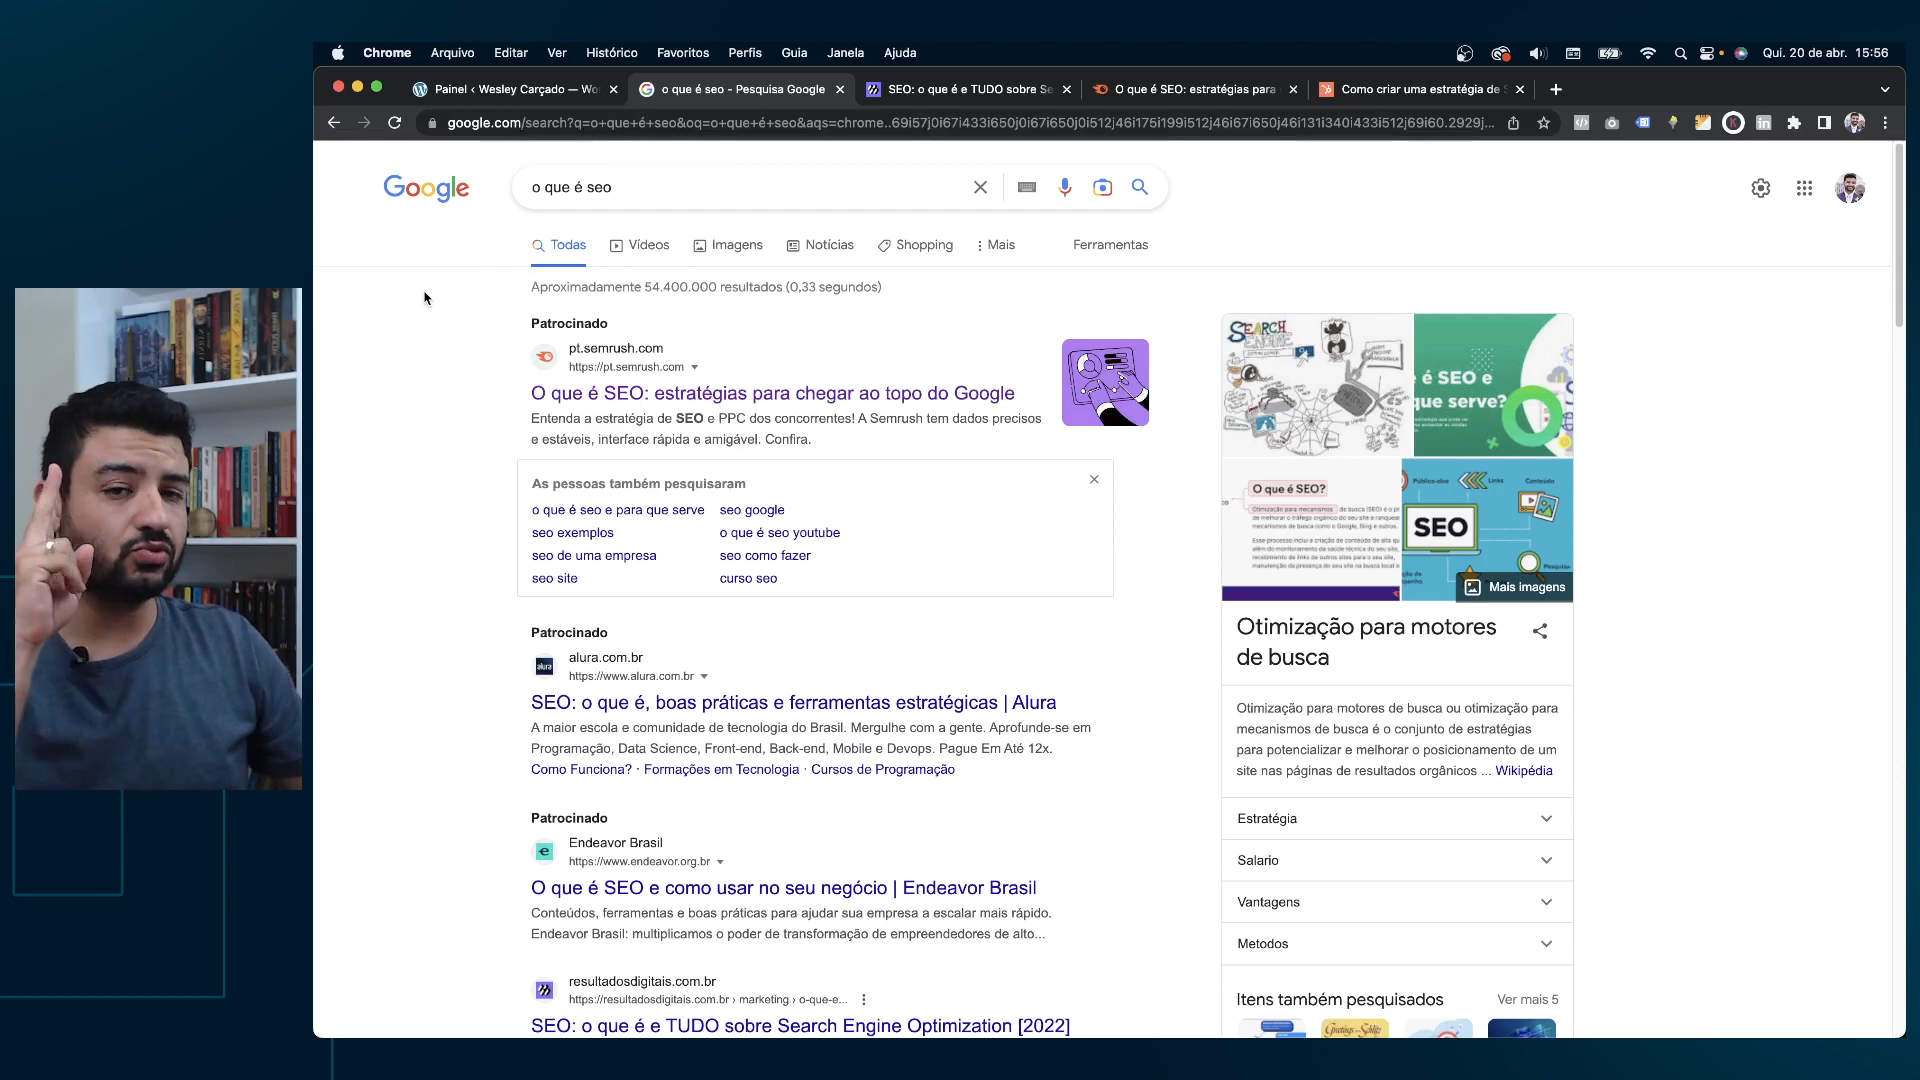 Chrome Arquivo Editar Ver Histórico Favoritos Perfis Guia Janela Ajuda
Qui. 20 de abr. 15:56
Painel ‹ Wesley Carçado — Wo
o que é seo - Pesquisa Google
SEO: o que é e TUDO sobre Se
O que é SEO: estratégias para
Como criar uma estratégia de
google.com/search?q=o+que+é+seo&oq=o+que+é+seo&aqs=chrome..69i57j0i67i433i650j0i67i650j0i512j46i175i199i512j46i67i650j46i131i340i433i512j69i60.2929j...
Google
o que é seo
Todas Vídeos Imagens Notícias Shopping Mais Ferramentas
Aproximadamente 54.400.000 resultados (0,33 segundos)
Patrocinado
pt.semrush.com
https://pt.semrush.com
O que é SEO: estratégias para chegar ao topo do Google
Entenda a estratégia de SEO e PPC dos concorrentes! A Semrush tem dados precisos
e estáveis, interface rápida e amigável. Confira.
As pessoas também pesquisaram
o que é seo e para que serve seo google
seo exemplos o que é seo youtube
seo de uma empresa seo como fazer
seo site curso seo
Patrocinado
alura
alura.com.br
https://www.alura.com.br
SEO: o que é, boas práticas e ferramentas estratégicas | Alura
A maior escola e comunidade de tecnologia do Brasil. Mergulhe com a gente. Aprofunde-se em
Programação, Data Science, Front-end, Back-end, Mobile e Devops. Pague Em Até 12x.
Como Funciona? · Formações em Tecnologia · Cursos de Programação
Patrocinado
Endeavor Brasil
https://www.endeavor.org.br
O que é SEO e como usar no seu negócio | Endeavor Brasil
Conteúdos, ferramentas e boas práticas para ajudar sua empresa a escalar mais rápido.
Endeavor Brasil: multiplicamos o poder de transformação de empreendedores de alto...
resultadosdigitais.com.br
https://resultadosdigitais.com.br › marketing › o-que-e...
SEO: o que é e TUDO sobre Search Engine Optimization [2022]
SEARCH
ENGINE
é SEO e
que serve?
O que é SEO?
Público-alvo Links Conteúdo
SEO
Mais imagens
Otimização para motores
de busca
Otimização para motores de busca ou otimização para
mecanismos de busca é o conjunto de estratégias
para potencializar e melhorar o posicionamento de um
site nas páginas de resultados orgânicos ... Wikipédia
Estratégia
Salario
Vantagens
Metodos
Itens também pesquisados Ver mais 5